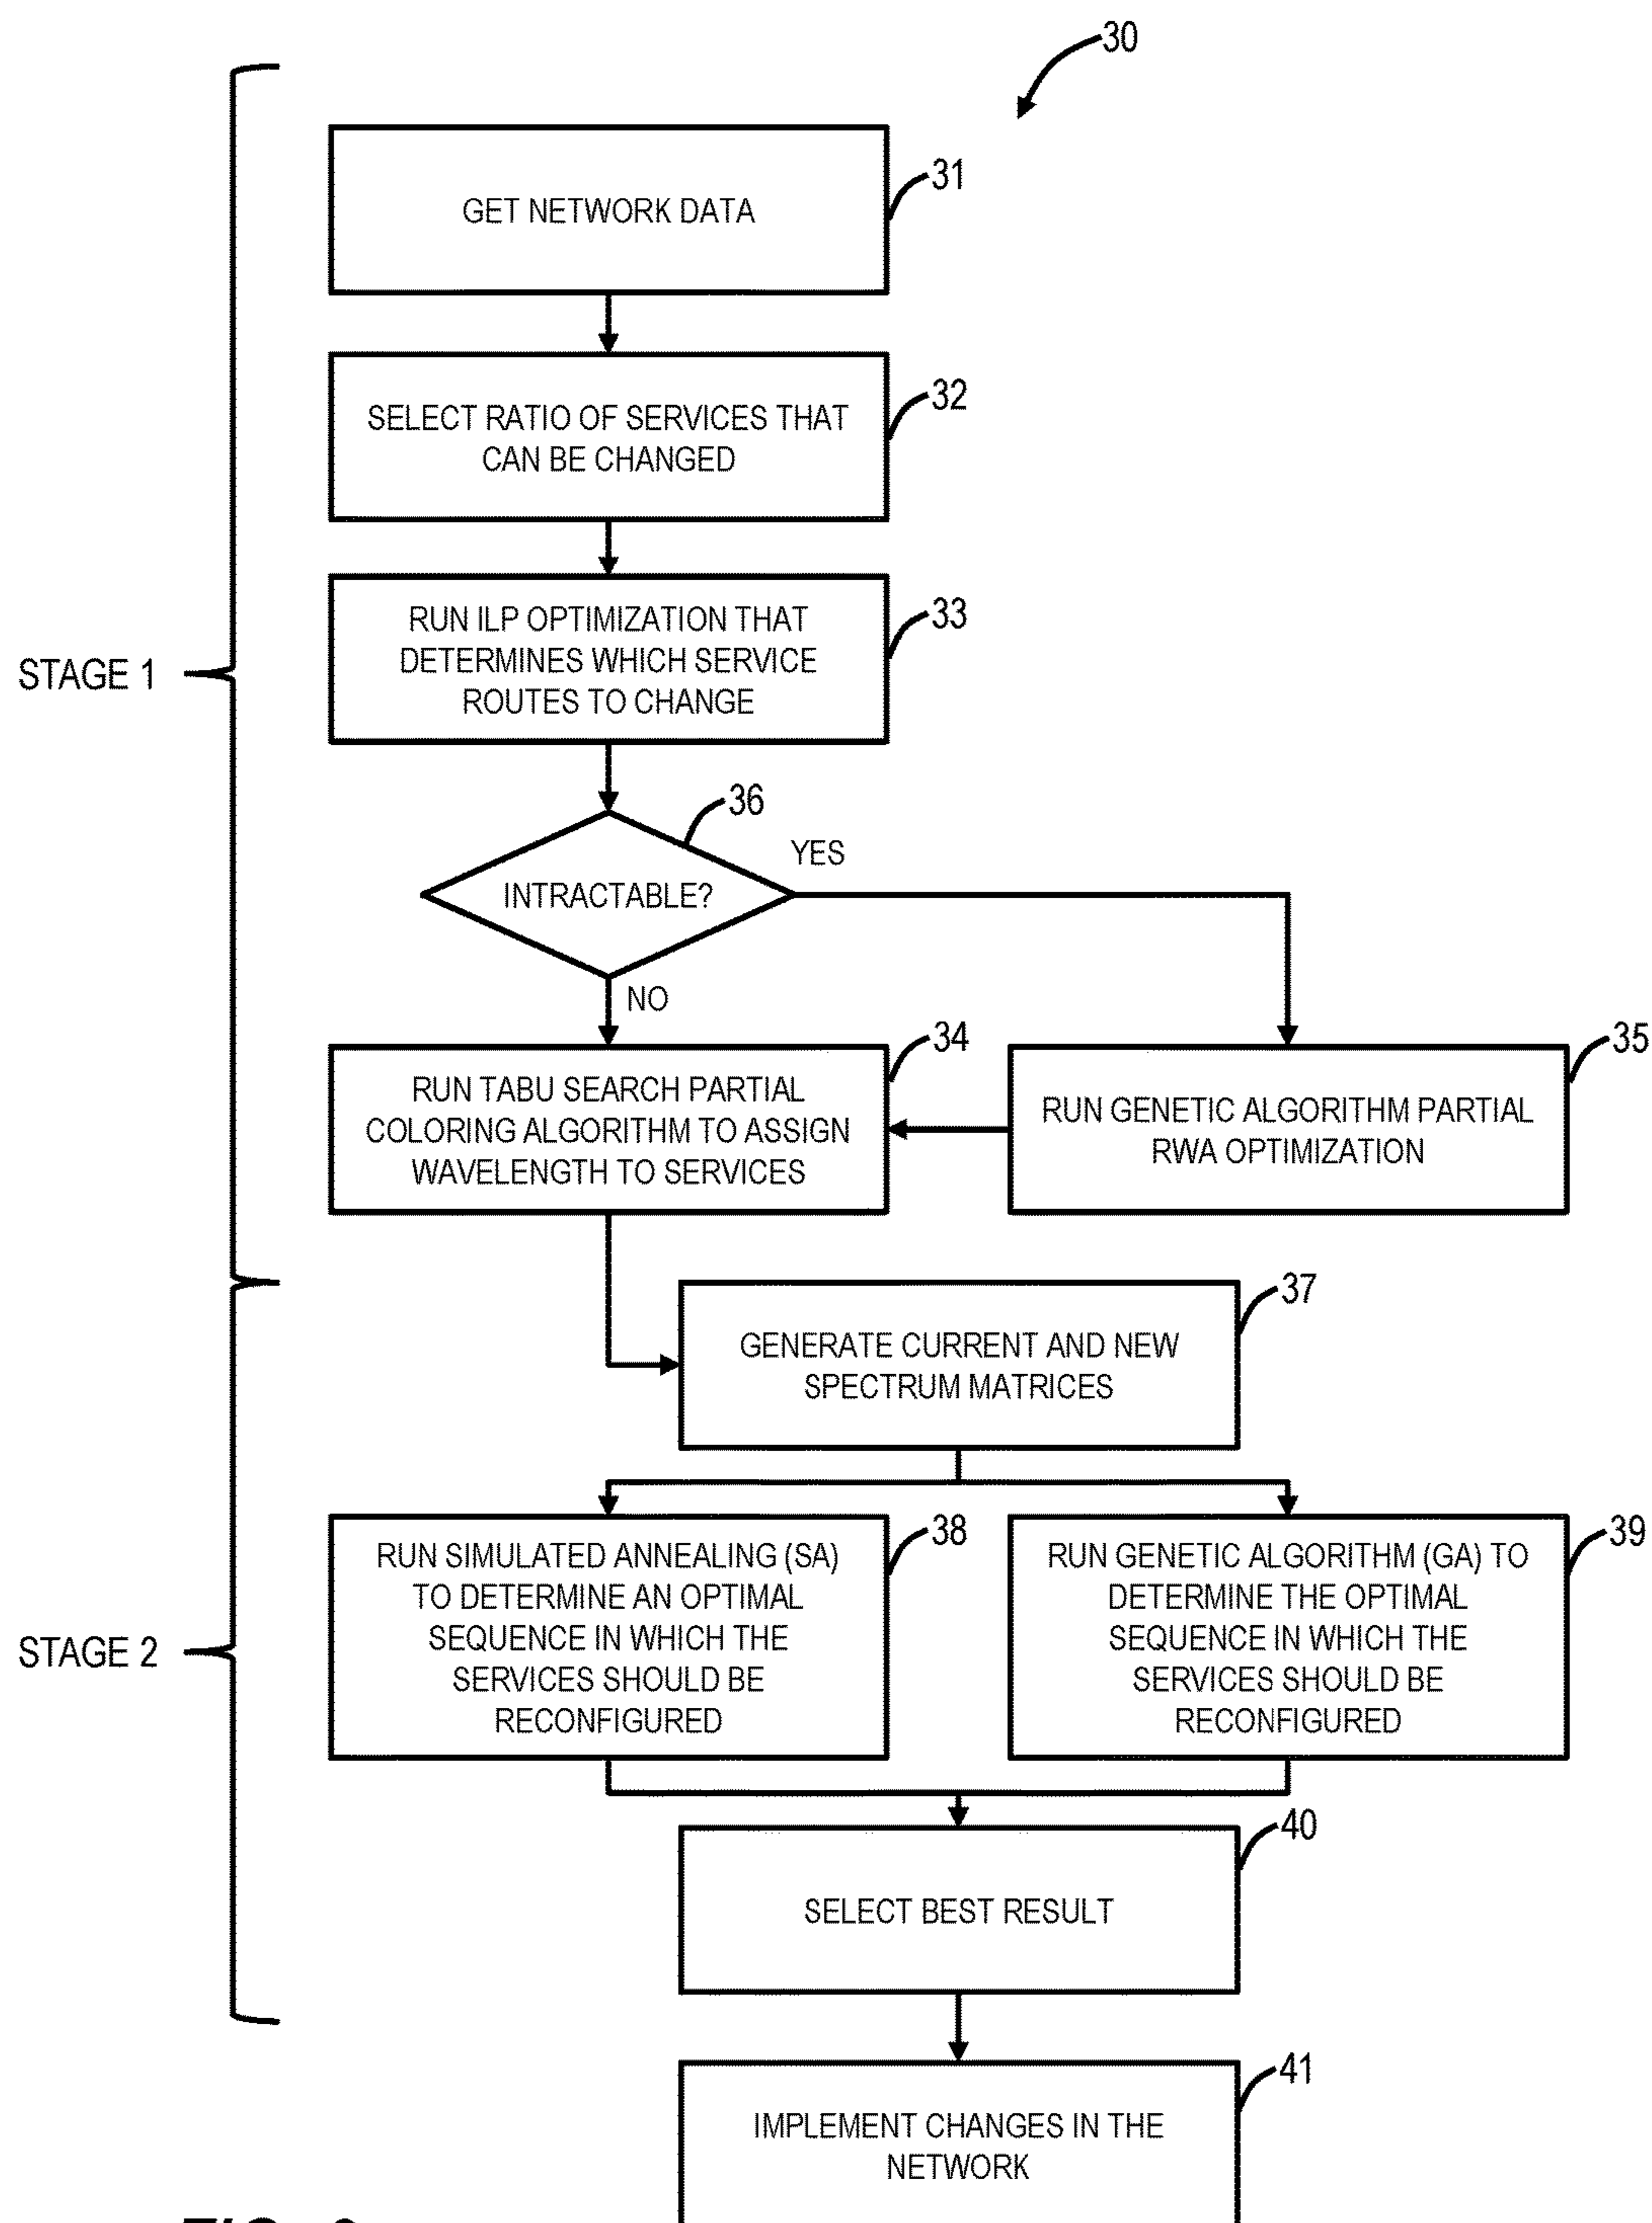 30
GET NETWORK DATA
31
SELECT RATIO OF SERVICES THAT
CAN BE CHANGED
32
RUN ILP OPTIMIZATION THAT
DETERMINES WHICH SERVICE
ROUTES TO CHANGE
33
STAGE 1
36
INTRACTABLE?
YES
NO
34
RUN TABU SEARCH PARTIAL
COLORING ALGORITHM TO ASSIGN
WAVELENGTH TO SERVICES
35
RUN GENETIC ALGORITHM PARTIAL
RWA OPTIMIZATION
37
GENERATE CURRENT AND NEW
SPECTRUM MATRICES
38
RUN SIMULATED ANNEALING (SA)
TO DETERMINE AN OPTIMAL
SEQUENCE IN WHICH THE
SERVICES SHOULD BE
RECONFIGURED
39
RUN GENETIC ALGORITHM (GA) TO
DETERMINE THE OPTIMAL
SEQUENCE IN WHICH THE
SERVICES SHOULD BE
RECONFIGURED
STAGE 2
40
SELECT BEST RESULT
41
IMPLEMENT CHANGES IN THE
NETWORK